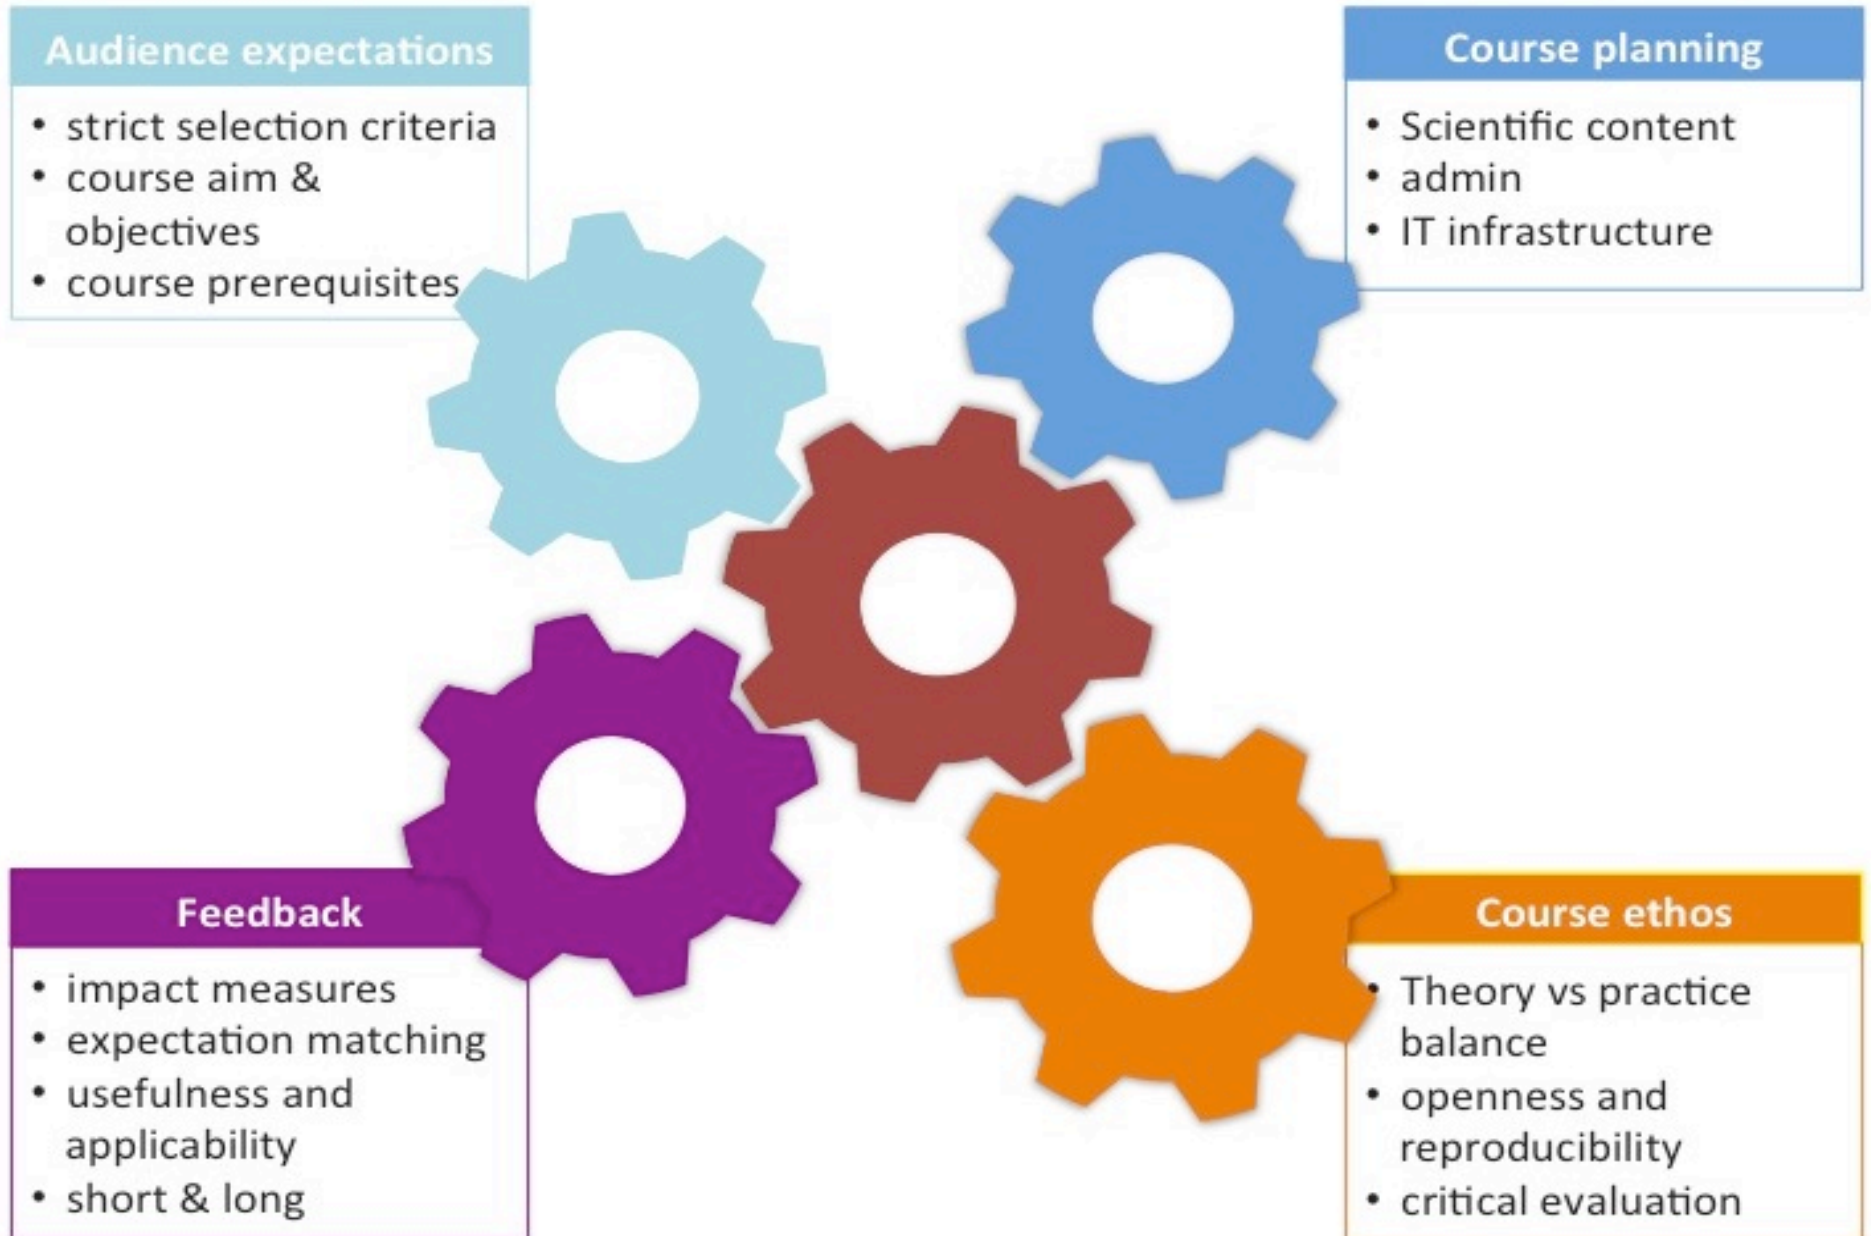 Audience expectations
• strict selection criteria
• course aim &
objectives
• course prerequisites
Course planning
• Scientific content
• admin
• IT infrastructure
Feedback
• impact measures
• expectation matching
• usefulness and
applicability
• short & long
Course ethos
• Theory vs practice
balance
• openness and
reproducibility
• critical evaluation